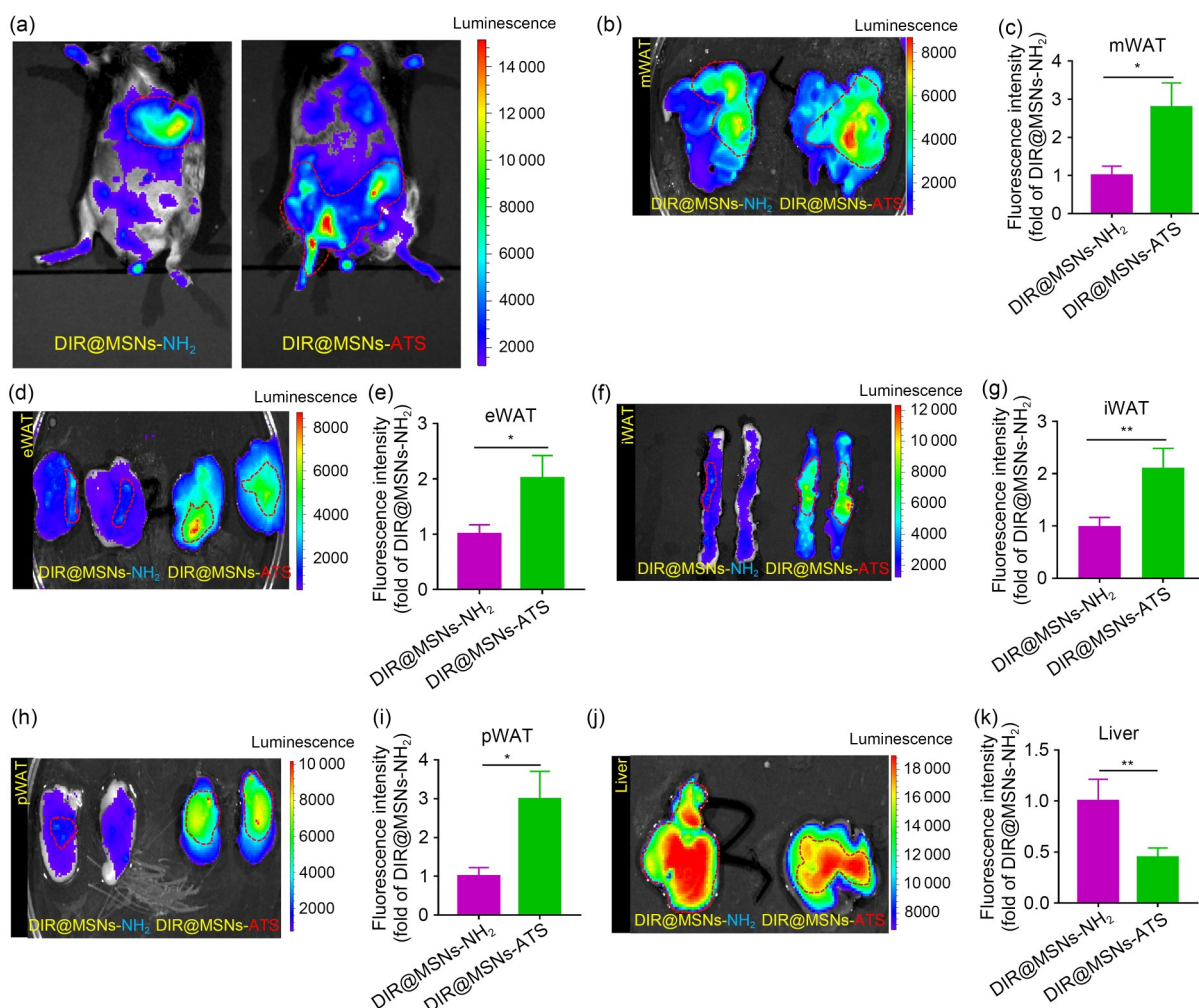 (a)
Luminescence
14 000
12 000
10 000
8000
6000
4000
2000
DIR@MSNs-NH₂
DIR@MSNs-ATS
(b)
Luminescence
mWAT
8000
6000
4000
2000
DIR@MSNs-NH₂ DIR@MSNs-ATS
(c)
mWAT
*
Fluorescence intensity
(fold of DIR@MSNs-NH₂)
4
3
2
1
0
DIR@MSNs-NH₂
DIR@MSNs-ATS
(d)
Luminescence
eWAT
8000
6000
4000
2000
DIR@MSNs-NH₂ DIR@MSNs-ATS
(e)
eWAT
*
Fluorescence intensity
(fold of DIR@MSNs-NH₂)
3
2
1
0
DIR@MSNs-NH₂
DIR@MSNs-ATS
(f)
Luminescence
iWAT
12 000
10 000
8000
6000
4000
2000
DIR@MSNs-NH₂ DIR@MSNs-ATS
(g)
iWAT
**
Fluorescence intensity
(fold of DIR@MSNs-NH₂)
3
2
1
0
DIR@MSNs-NH₂
DIR@MSNs-ATS
(h)
Luminescence
pWAT
10 000
8000
6000
4000
2000
DIR@MSNs-NH₂ DIR@MSNs-ATS
(i)
pWAT
*
Fluorescence intensity
(fold of DIR@MSNs-NH₂)
4
3
2
1
0
DIR@MSNs-NH₂
DIR@MSNs-ATS
(j)
Luminescence
Liver
18 000
16 000
14 000
12 000
10 000
8000
DIR@MSNs-NH₂ DIR@MSNs-ATS
(k)
Liver
**
Fluorescence intensity
(fold of DIR@MSNs-NH₂)
1.5
1.0
0.5
0.0
DIR@MSNs-NH₂
DIR@MSNs-ATS